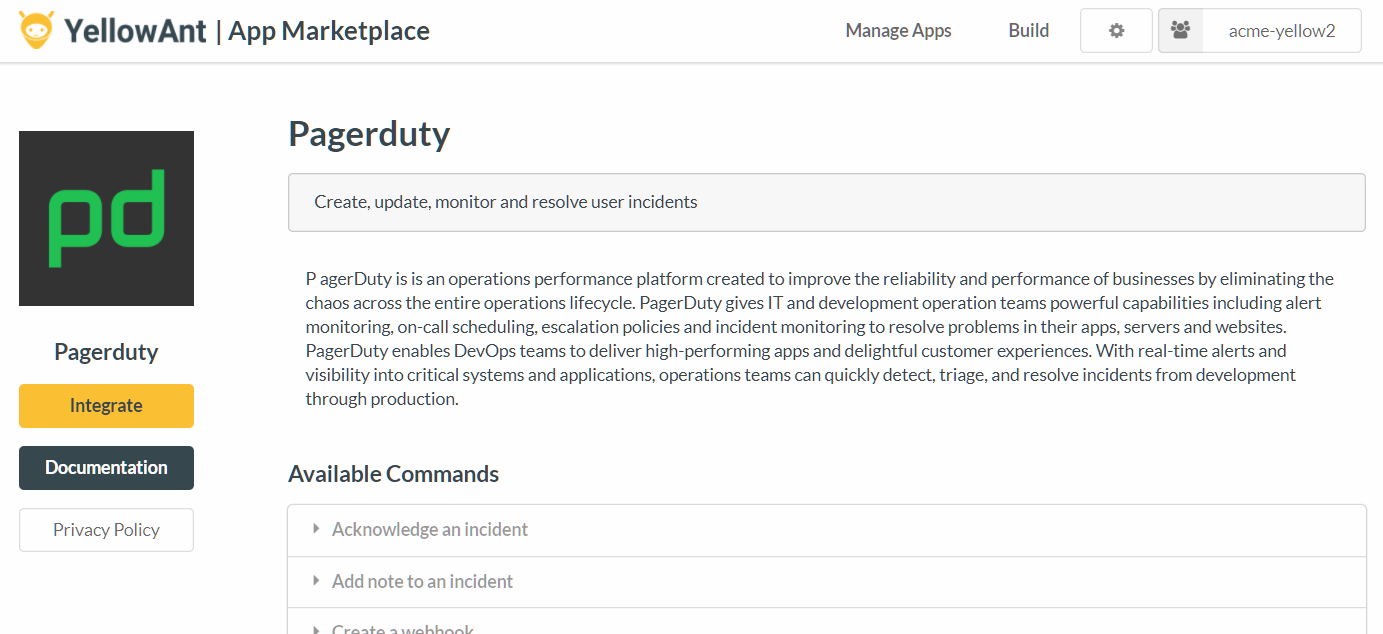 YellowAnt | App Marketplace
Manage Apps
Build
acme-yellow2
pd
Pagerduty
Integrate
Documentation
Privacy Policy
Pagerduty
Create, update, monitor and resolve user incidents
P agerDuty is is an operations performance platform created to improve the reliability and performance of businesses by eliminating the
chaos across the entire operations lifecycle. PagerDuty gives IT and development operation teams powerful capabilities including alert
monitoring, on-call scheduling, escalation policies and incident monitoring to resolve problems in their apps, servers and websites.
PagerDuty enables DevOps teams to deliver high-performing apps and delightful customer experiences. With real-time alerts and
visibility into critical systems and applications, operations teams can quickly detect, triage, and resolve incidents from development
through production.
Available Commands
Acknowledge an incident
Add note to an incident
Create a webhook